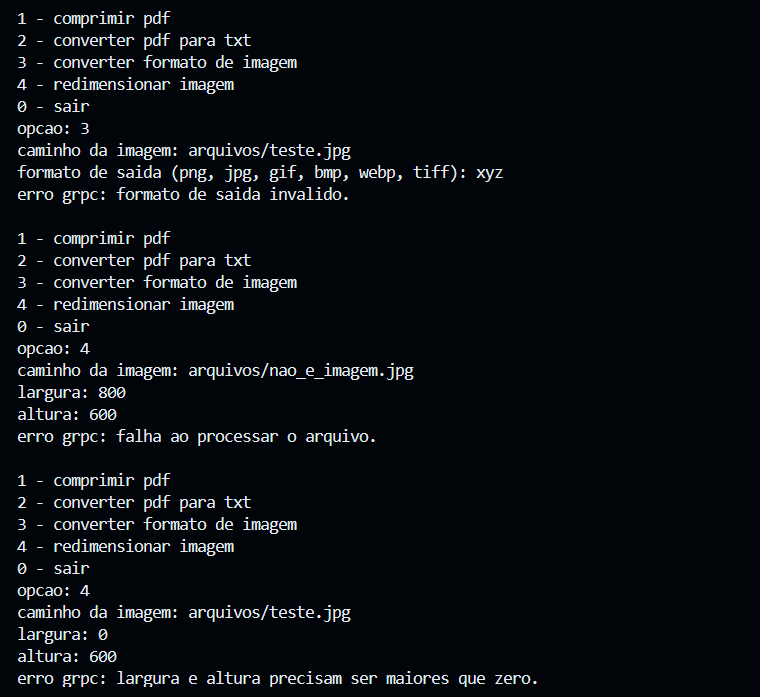 1 - comprimir pdf
2 - converter pdf para txt
3 - converter formato de imagem
4 - redimensionar imagem
0 - sair
opcao: 3
caminho da imagem: arquivos/teste.jpg
formato de saida (png, jpg, gif, bmp, webp, tiff): xyz
erro grpc: formato de saida invalido.

1 - comprimir pdf
2 - converter pdf para txt
3 - converter formato de imagem
4 - redimensionar imagem
0 - sair
opcao: 4
caminho da imagem: arquivos/nao_e_imagem.jpg
largura: 800
altura: 600
erro grpc: falha ao processar o arquivo.

1 - comprimir pdf
2 - converter pdf para txt
3 - converter formato de imagem
4 - redimensionar imagem
0 - sair
opcao: 4
caminho da imagem: arquivos/teste.jpg
largura: 0
altura: 600
erro grpc: largura e altura precisam ser maiores que zero.